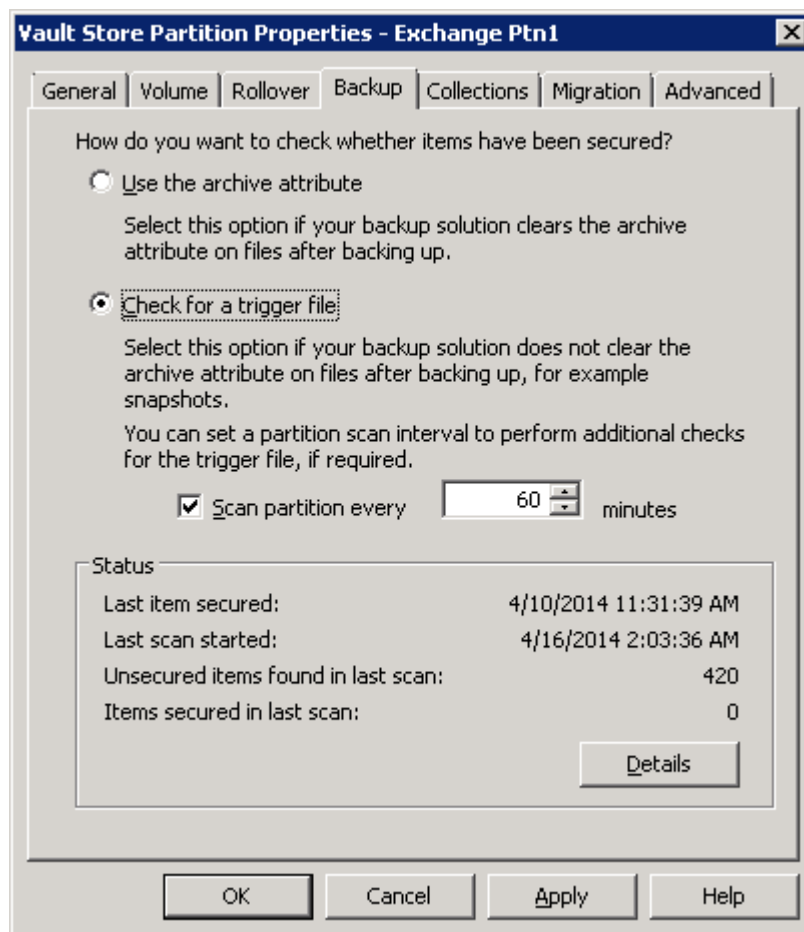 Vault Store Partition Properties - Exchange Ptn1
General Volume Rollover Backup Collections Migration Advanced
How do you want to check whether items have been secured?
Use the archive attribute
Select this option if your backup solution clears the archive
attribute on files after backing up.
Check for a trigger file
Select this option if your backup solution does not clear the
archive attribute on files after backing up, for example
snapshots.
You can set a partition scan interval to perform additional checks
for the trigger file, if required.
Scan partition every 60 minutes
Status
Last item secured: 4/10/2014 11:31:39 AM
Last scan started: 4/16/2014 2:03:36 AM
Unsecured items found in last scan: 420
Items secured in last scan: 0
Details
OK Cancel Apply Help